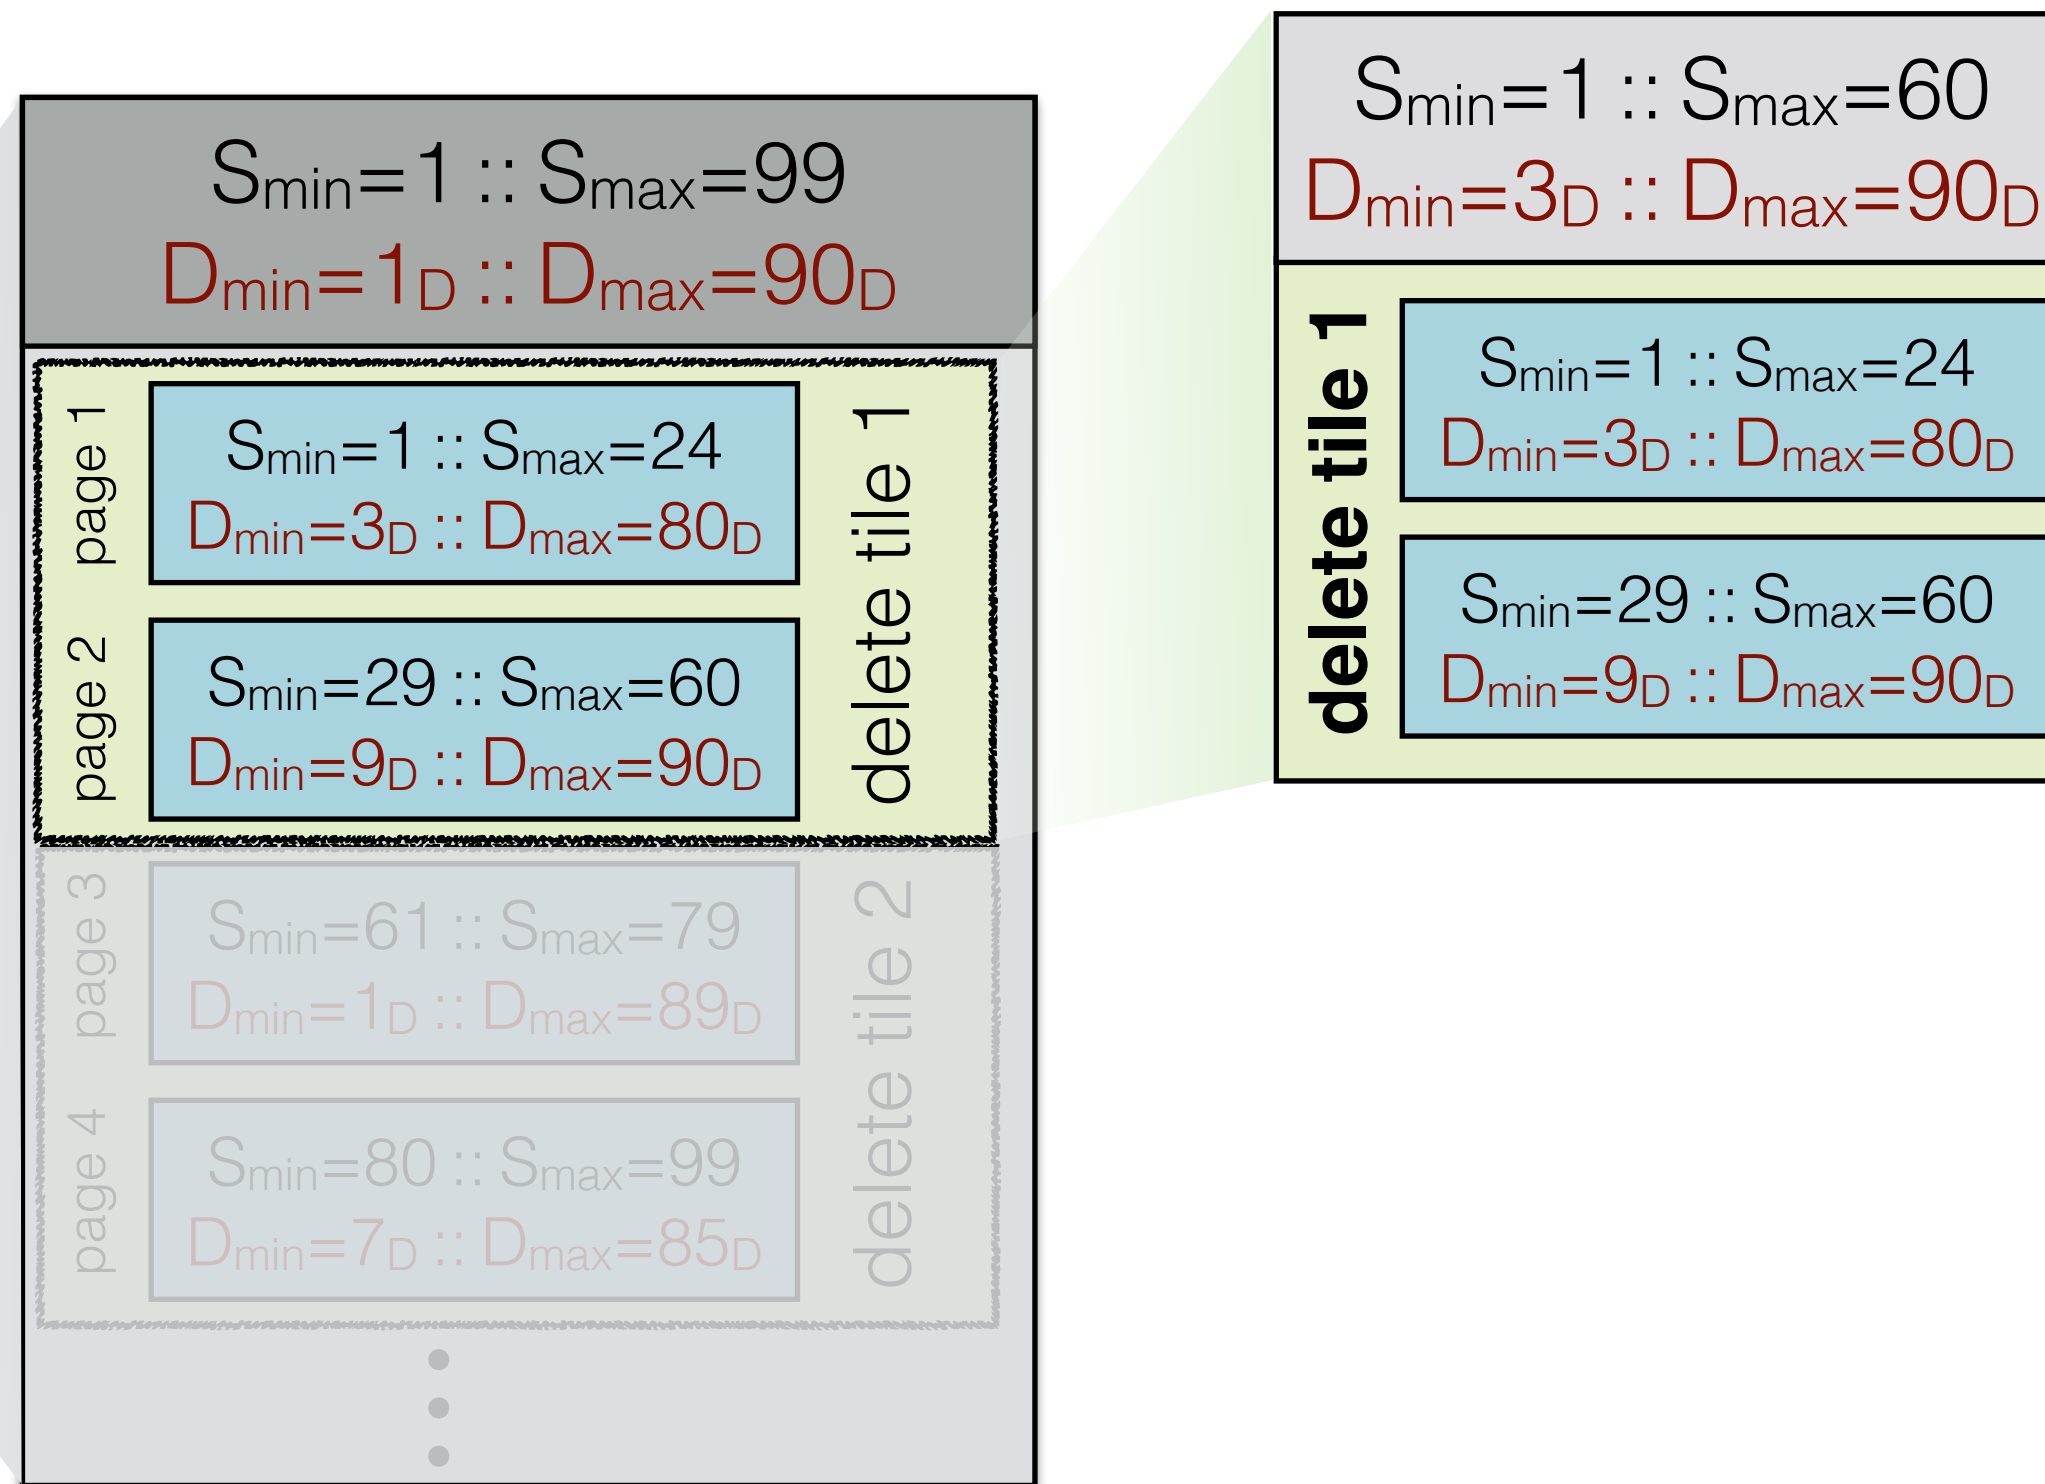 Smin=1 :: Smax=99
Dmin=1D :: Dmax=90D
page 1
Smin=1 :: Smax=24
Dmin=3D :: Dmax=80D
delete tile 1
page 2
Smin=29 :: Smax=60
Dmin=9D :: Dmax=90D
page 3
Smin=61 :: Smax=79
Dmin=1D :: Dmax=89D
delete tile 2
page 4
Smin=80 :: Smax=99
Dmin=7D :: Dmax=85D
Smin=1 :: Smax=60
Dmin=3D :: Dmax=90D
delete tile 1
Smin=1 :: Smax=24
Dmin=3D :: Dmax=80D
Smin=29 :: Smax=60
Dmin=9D :: Dmax=90D